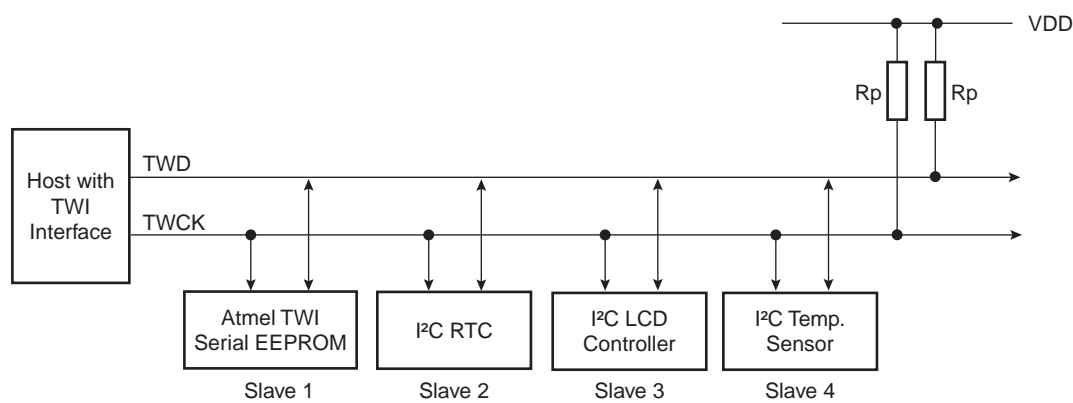 VDD
Rp
Rp
Host with
TWI
Interface
TWD
TWCK
Atmel TWI
Serial EEPROM
I²C RTC
I²C LCD
Controller
I²C Temp.
Sensor
Slave 1
Slave 2
Slave 3
Slave 4